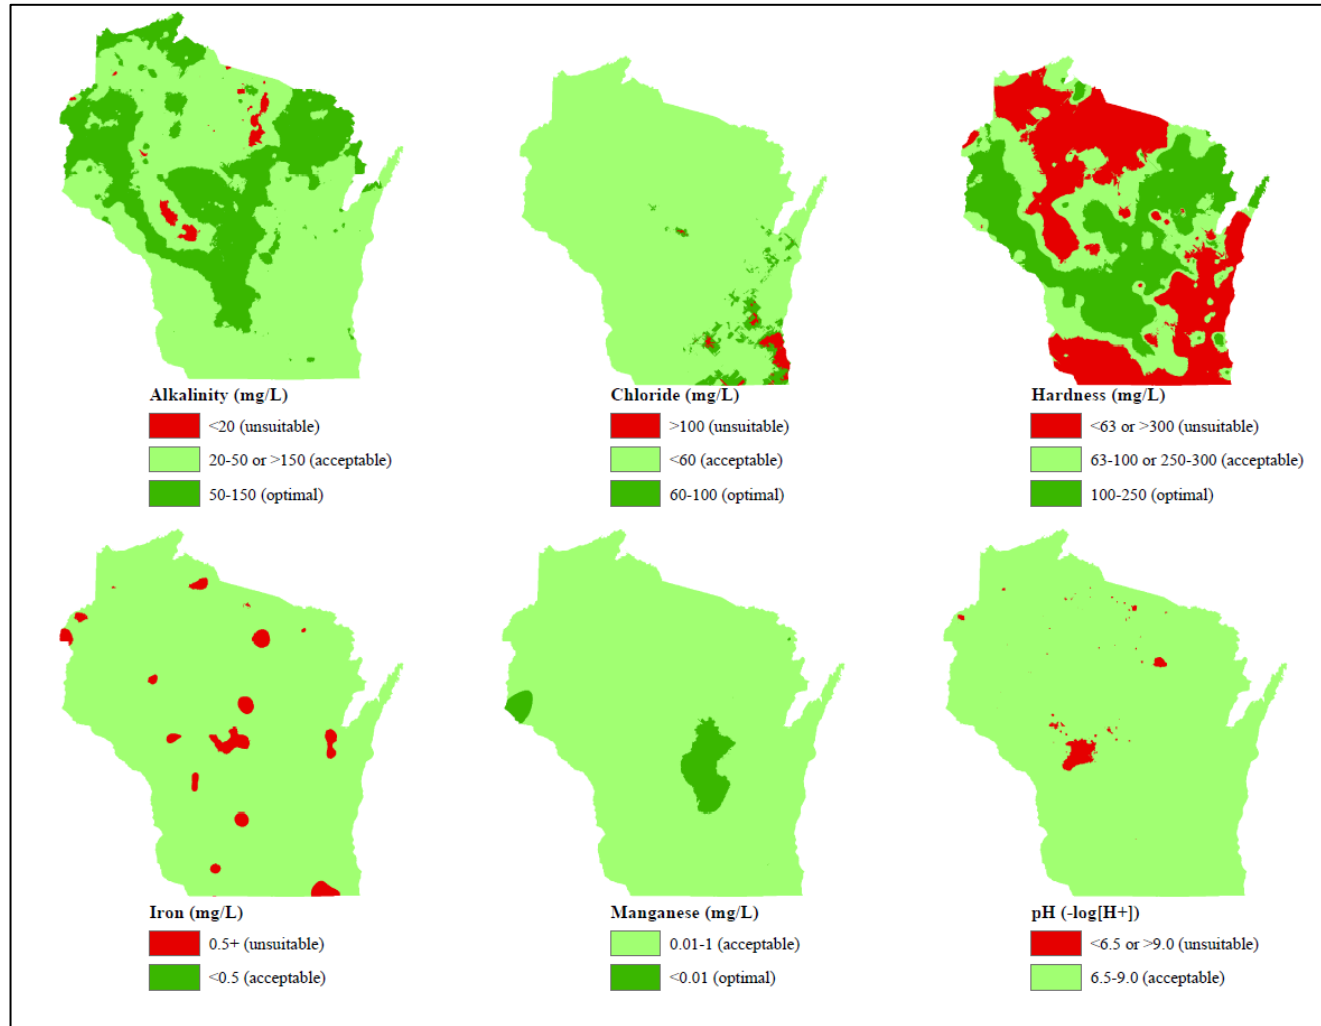 Alkalinity (mg/L)
<20 (unsuitable)
20-50 or >150 (acceptable)
50-150 (optimal)
Chloride (mg/L)
>100 (unsuitable)
<60 (acceptable)
60-100 (optimal)
Hardness (mg/L)
<63 or >300 (unsuitable)
63-100 or 250-300 (acceptable)
100-250 (optimal)
Iron (mg/L)
0.5+ (unsuitable)
<0.5 (acceptable)
Manganese (mg/L)
0.01-1 (acceptable)
<0.01 (optimal)
pH (-log[H+])
<6.5 or >9.0 (unsuitable)
6.5-9.0 (acceptable)